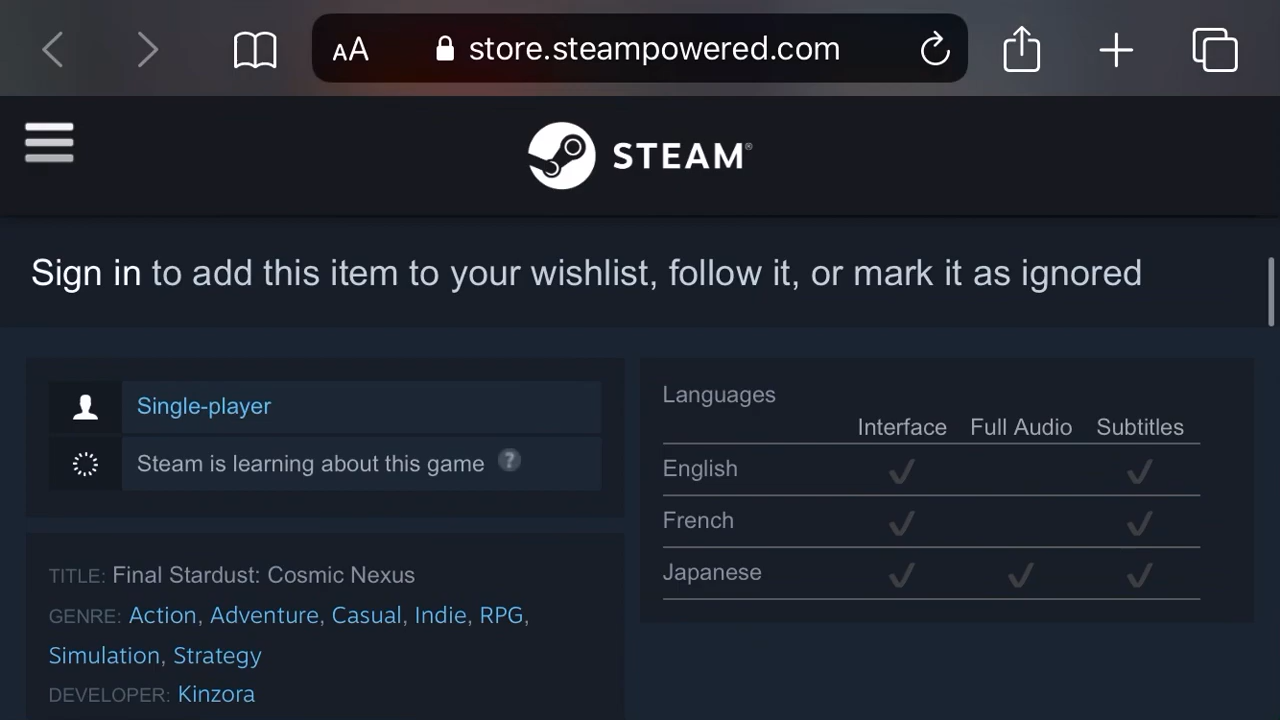 AA store.steampowered.com
STEAM®
Sign in to add this item to your wishlist, follow it, or mark it as ignored
Single-player
Steam is learning about this game ?
TITLE: Final Stardust: Cosmic Nexus
GENRE: Action, Adventure, Casual, Indie, RPG,
Simulation, Strategy
DEVELOPER: Kinzora
Languages
Interface Full Audio Subtitles
English ✔ ✔
French ✔ ✔
Japanese ✔ ✔ ✔